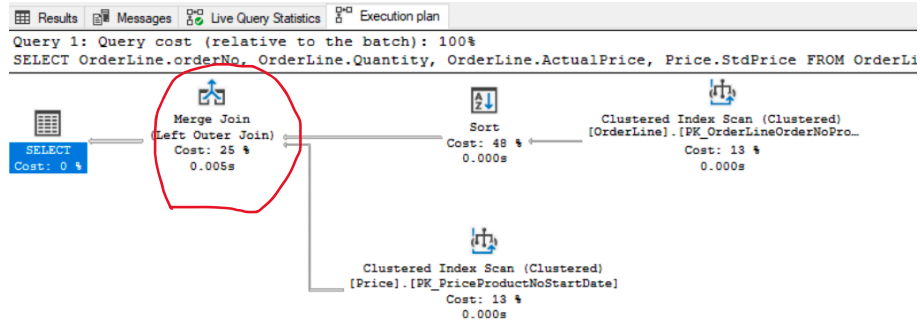 Results Messages Live Query Statistics Execution plan
Query 1: Query cost (relative to the batch): 100%
SELECT OrderLine.orderNo, OrderLine.Quantity, OrderLine.ActualPrice, Price.StdPrice FROM OrderLi
SELECT
Cost: 0 %
Merge Join
(Left Outer Join)
Cost: 25 %
0.005s
Sort
Cost: 48 %
0.000s
Clustered Index Scan (Clustered)
[OrderLine].[PK_OrderLineOrderNoPro…
Cost: 13 %
0.000s
Clustered Index Scan (Clustered)
[Price].[PK_PriceProductNoStartDate]
Cost: 13 %
0.000s